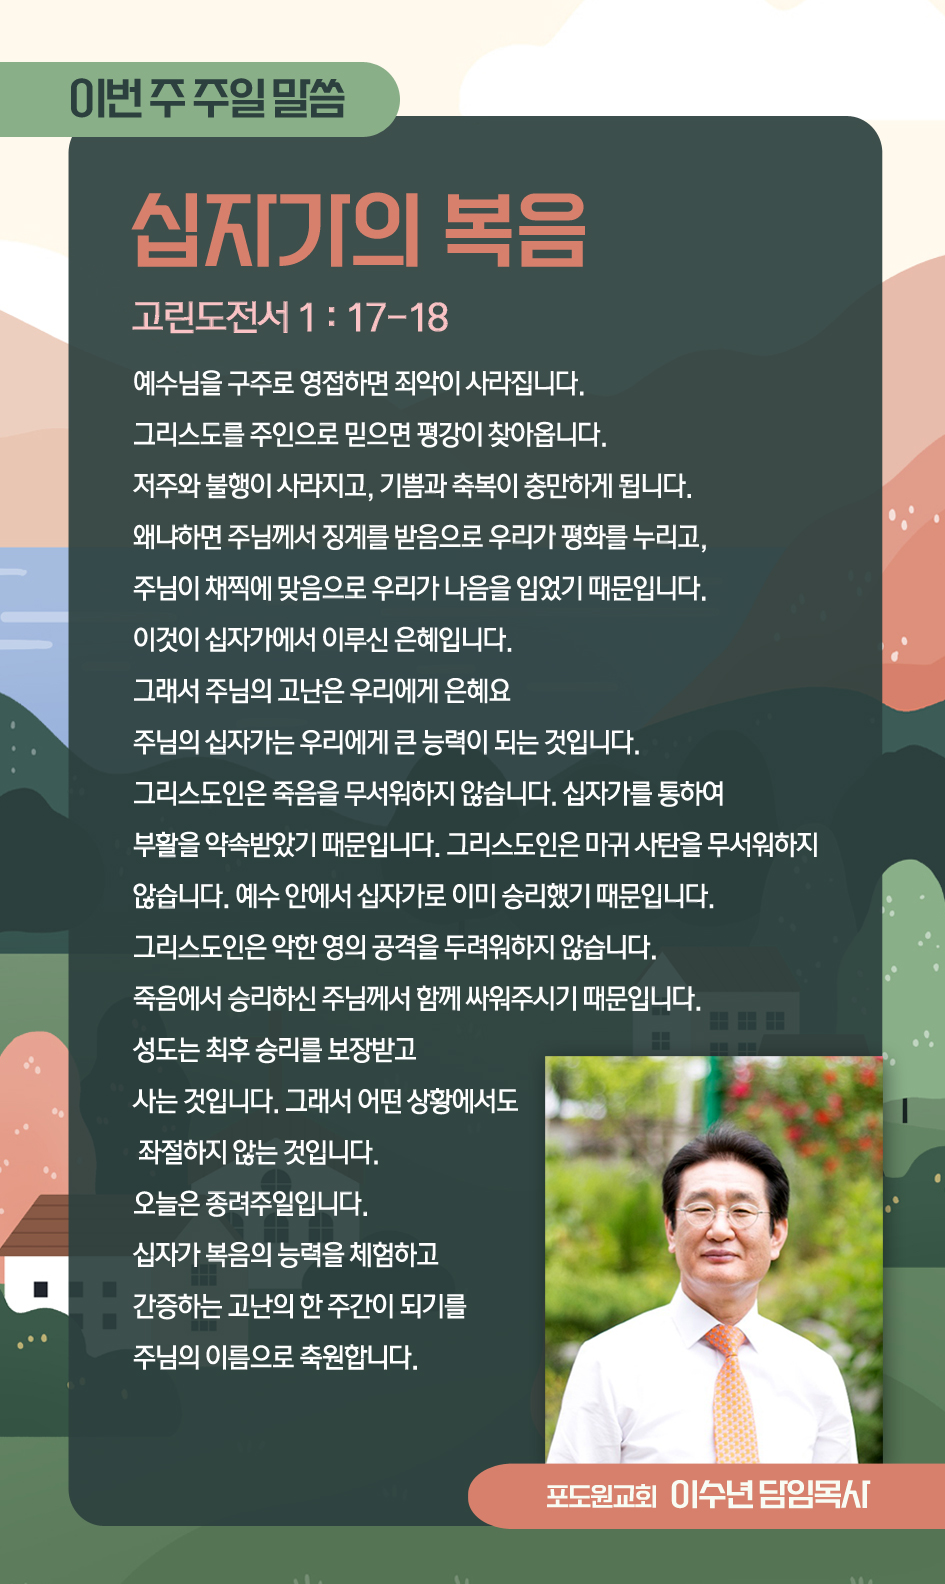 이번 주 주일 말씀
십자가의 복음
고린도전서 1 : 17-18
예수님을 구주로 영접하면 죄악이 사라집니다.
그리스도를 주인으로 믿으면 평강이 찾아옵니다.
저주와 불행이 사라지고, 기쁨과 축복이 충만하게 됩니다.
왜냐하면 주님께서 징계를 받음으로 우리가 평화를 누리고,
주님이 채찍에 맞음으로 우리가 나음을 입었기 때문입니다.
이것이 십자가에서 이루신 은혜입니다.
그래서 주님의 고난은 우리에게 은혜요
주님의 십자가는 우리에게 큰 능력이 되는 것입니다.
그리스도인은 죽음을 무서워하지 않습니다. 십자가를 통하여
부활을 약속받았기 때문입니다. 그리스도인은 마귀 사탄을 무서워하지
않습니다. 예수 안에서 십자가로 이미 승리했기 때문입니다.
그리스도인은 악한 영의 공격을 두려워하지 않습니다.
죽음에서 승리하신 주님께서 함께 싸워주시기 때문입니다.
성도는 최후 승리를 보장받고
사는 것입니다. 그래서 어떤 상황에서도
좌절하지 않는 것입니다.
오늘은 종려주일입니다.
십자가 복음의 능력을 체험하고
간증하는 고난의 한 주간이 되기를
주님의 이름으로 축원합니다.
포도원교회 이수년 담임목사